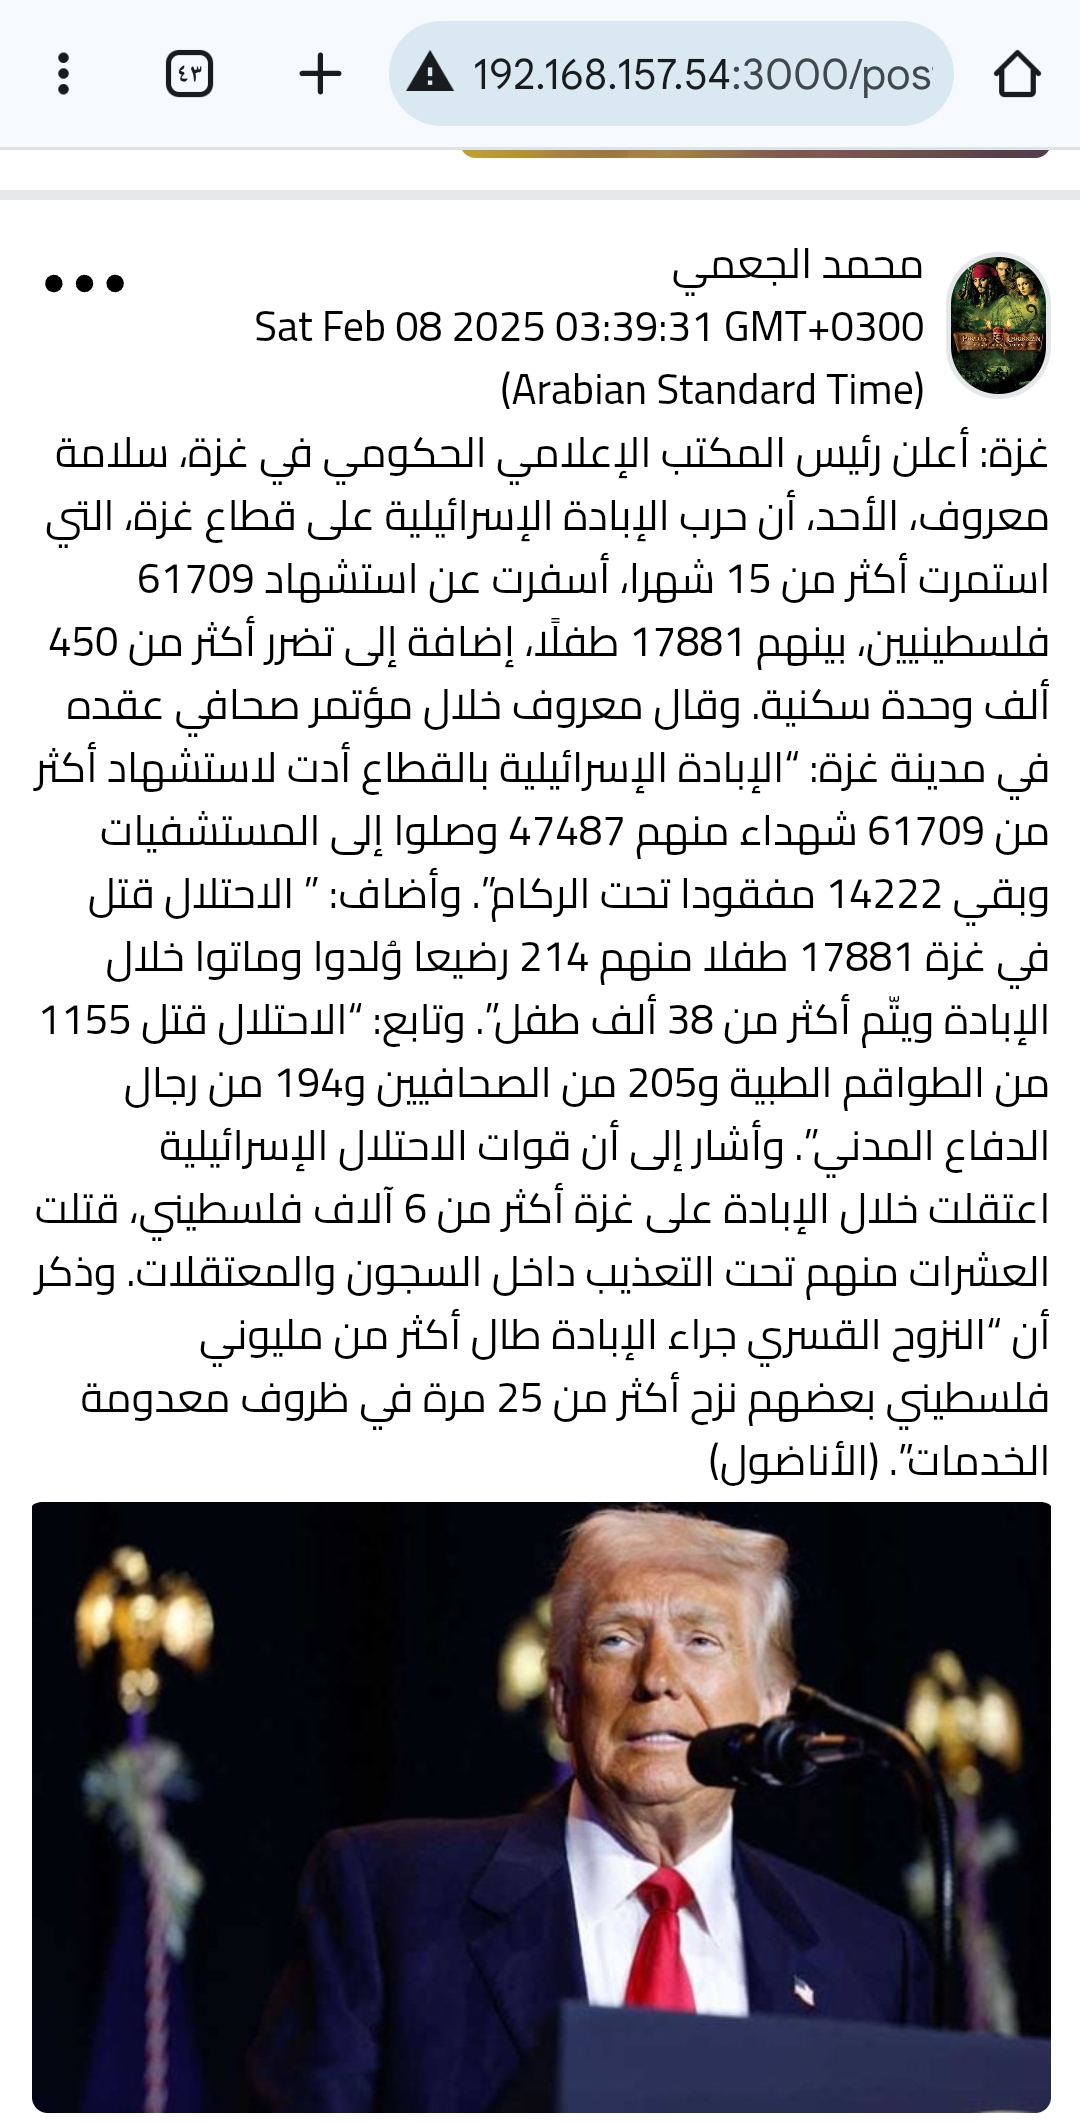 ٤٣
192.168.157.54:3000/pos
محمد الجعمي
Sat Feb 08 2025 03:39:31 GMT+0300
(Arabian Standard Time)
غزة: أعلن رئيس المكتب الإعلامي الحكومي في غزة، سلامة
معروف، الأحد، أن حرب الإبادة الإسرائيلية على قطاع غزة، التي
استمرت أكثر من 15 شهرا، أسفرت عن استشهاد 61709
فلسطينيين، بينهم 17881 طفلًا، إضافة إلى تضرر أكثر من 450
ألف وحدة سكنية. وقال معروف خلال مؤتمر صحافي عقده
في مدينة غزة: “الإبادة الإسرائيلية بالقطاع أدت لاستشهاد أكثر
من 61709 شهداء منهم 47487 وصلوا إلى المستشفيات
وبقي 14222 مفقودا تحت الركام”. وأضاف: ” الاحتلال قتل
في غزة 17881 طفلا منهم 214 رضيعا وُلدوا وماتوا خلال
الإبادة ويتّم أكثر من 38 ألف طفل”. وتابع: “الاحتلال قتل 1155
من الطواقم الطبية و205 من الصحافيين و194 من رجال
الدفاع المدني”. وأشار إلى أن قوات الاحتلال الإسرائيلية
اعتقلت خلال الإبادة على غزة أكثر من 6 آلاف فلسطيني، قتلت
العشرات منهم تحت التعذيب داخل السجون والمعتقلات. وذكر
أن “النزوح القسري جراء الإبادة طال أكثر من مليوني
فلسطيني بعضهم نزح أكثر من 25 مرة في ظروف معدومة
الخدمات”. (الأناضول)